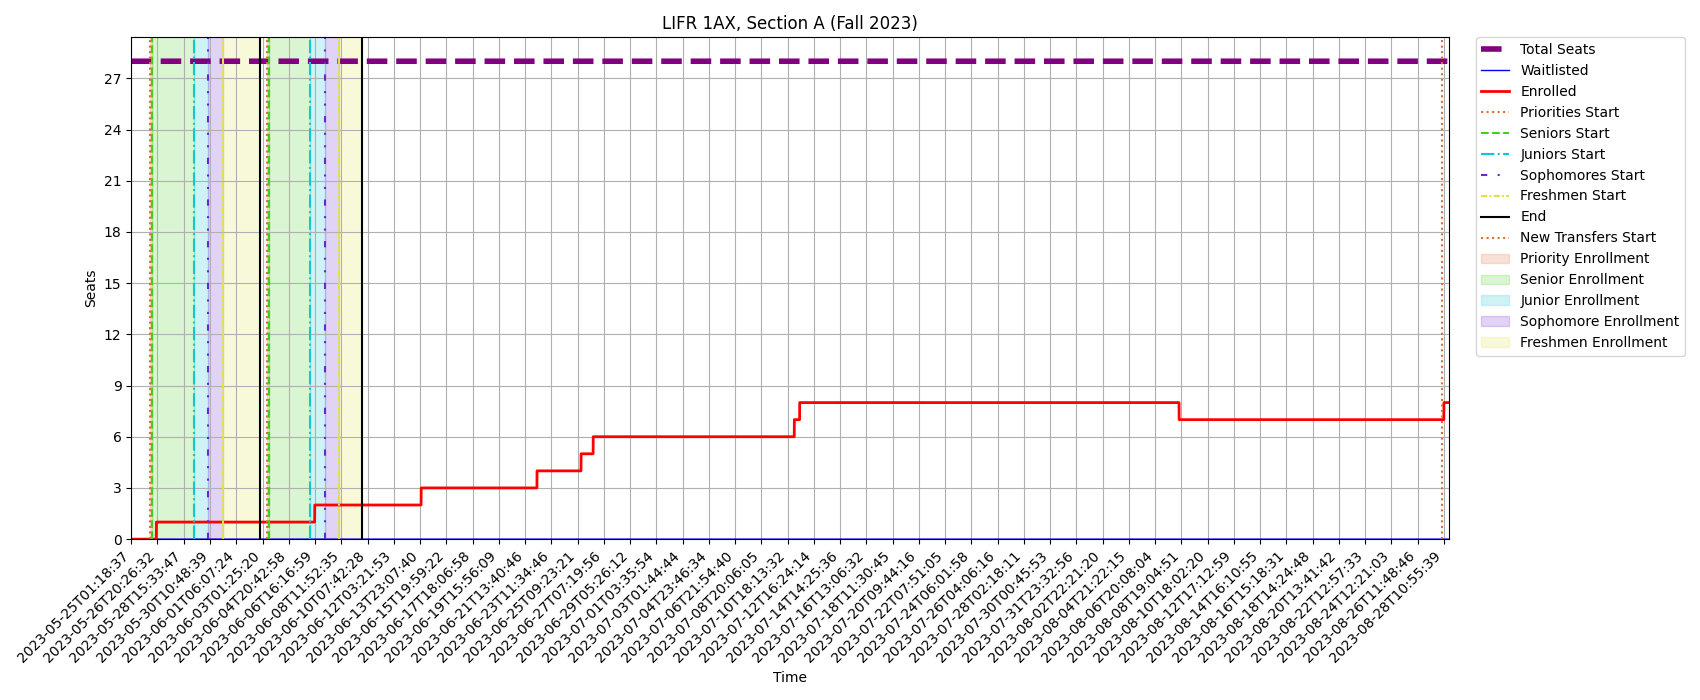 LIFR 1AX, Section A (Fall 2023)
Seats
27
24
21
18
15
12
9
6
3
0
2023-05-25T01:18:37
2023-05-26T20:26:32
2023-05-28T15:33:47
2023-05-30T10:48:39
2023-06-01T06:07:24
2023-06-03T01:25:20
2023-06-04T20:42:58
2023-06-06T16:16:59
2023-06-08T11:52:35
2023-06-10T07:42:28
2023-06-12T03:21:53
2023-06-13T23:07:40
2023-06-15T19:59:22
2023-06-17T18:06:58
2023-06-19T15:56:09
2023-06-21T13:40:46
2023-06-23T11:34:46
2023-06-25T09:23:21
2023-06-27T07:19:56
2023-06-29T05:26:12
2023-07-01T03:35:54
2023-07-03T01:44:44
2023-07-04T23:46:34
2023-07-06T21:54:40
2023-07-08T20:06:05
2023-07-10T18:13:32
2023-07-12T16:24:14
2023-07-14T14:25:36
2023-07-16T13:06:32
2023-07-18T11:30:45
2023-07-20T09:44:16
2023-07-22T07:51:05
2023-07-24T06:01:58
2023-07-26T04:06:16
2023-07-28T02:18:11
2023-07-30T00:45:53
2023-07-31T23:32:56
2023-08-02T22:21:20
2023-08-04T21:22:15
2023-08-06T20:08:04
2023-08-08T19:04:51
2023-08-10T18:02:20
2023-08-12T17:12:59
2023-08-14T16:10:55
2023-08-16T15:18:31
2023-08-18T14:24:48
2023-08-20T13:41:42
2023-08-22T12:57:33
2023-08-24T12:21:03
2023-08-26T11:48:46
2023-08-28T10:55:39
Time
Total Seats
Waitlisted
Enrolled
Priorities Start
Seniors Start
Juniors Start
Sophomores Start
Freshmen Start
End
New Transfers Start
Priority Enrollment
Senior Enrollment
Junior Enrollment
Sophomore Enrollment
Freshmen Enrollment